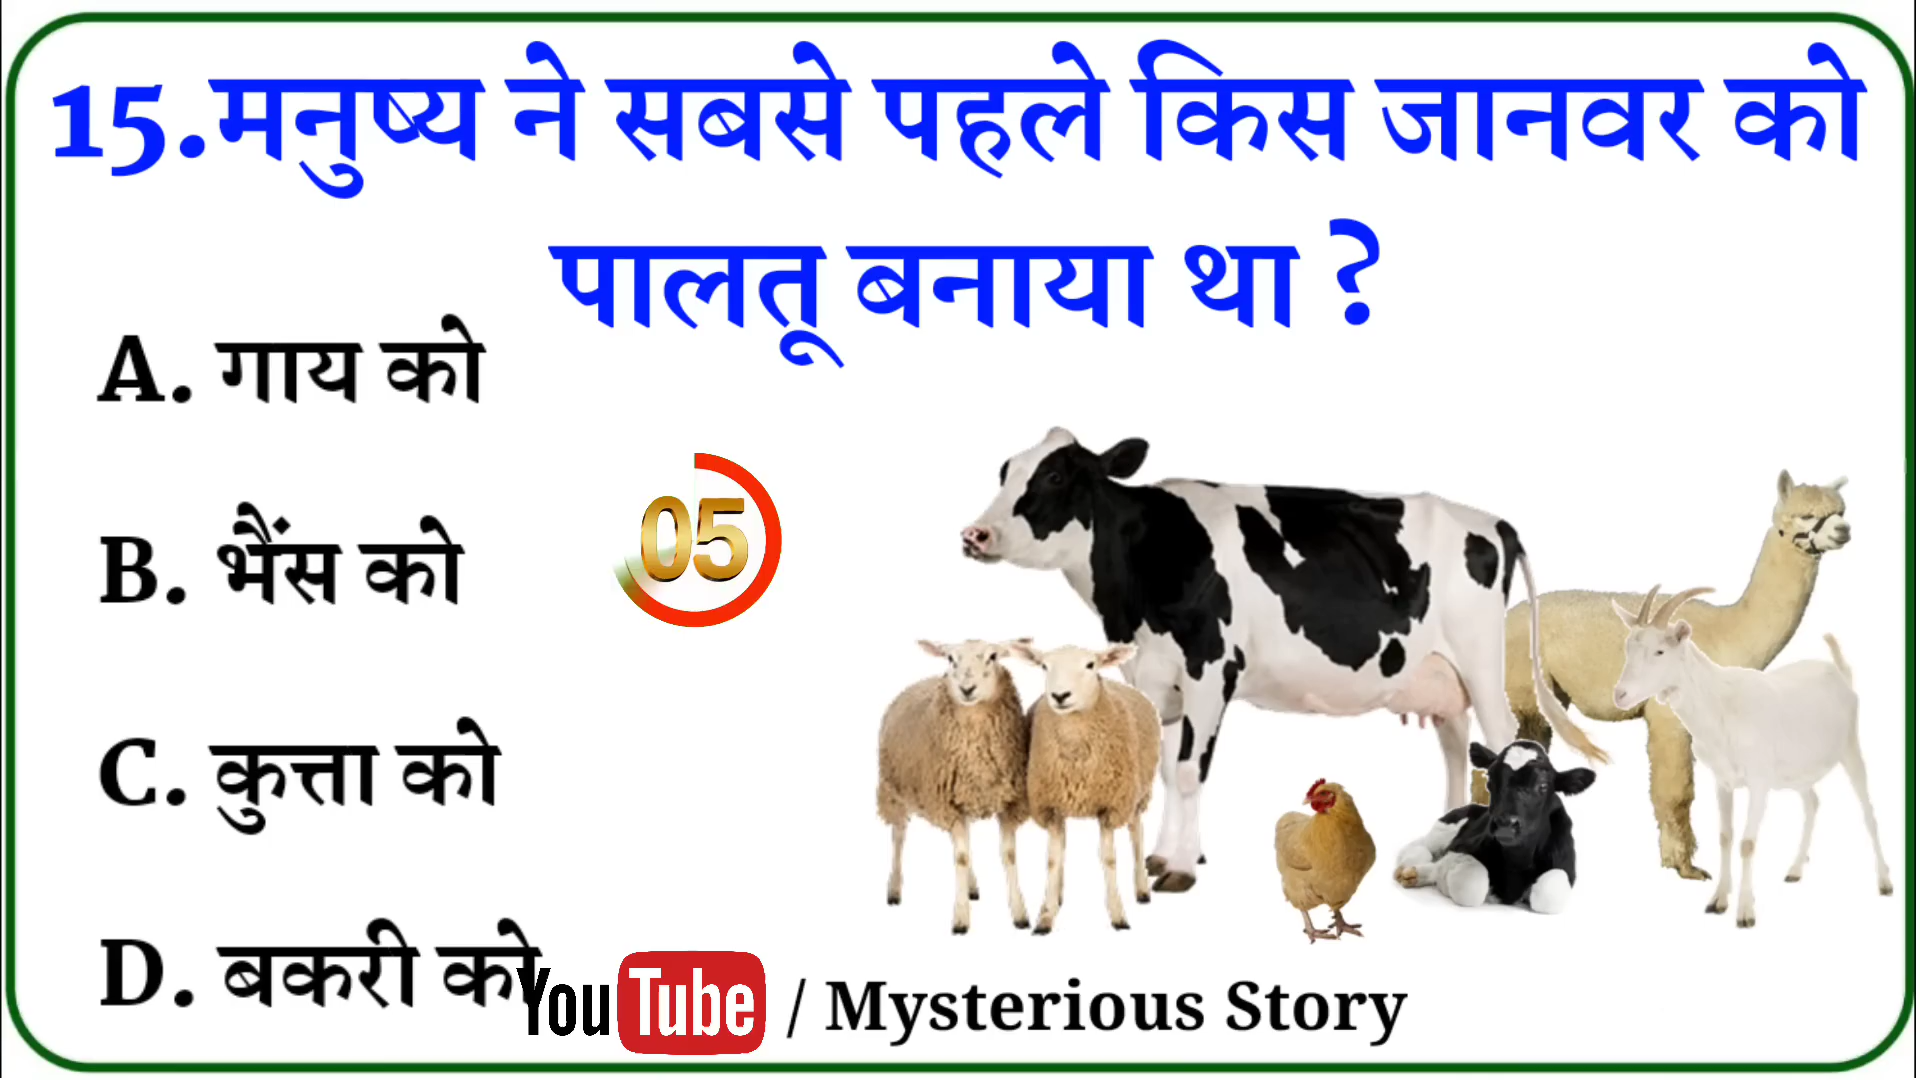 15.मनुष्य ने सबसे पहले किस जानवर को
पालतू बनाया था ?
A. गाय को
B. भैंस को
05
C. कुत्ता को
D. बकरी को
YouTube / Mysterious Story